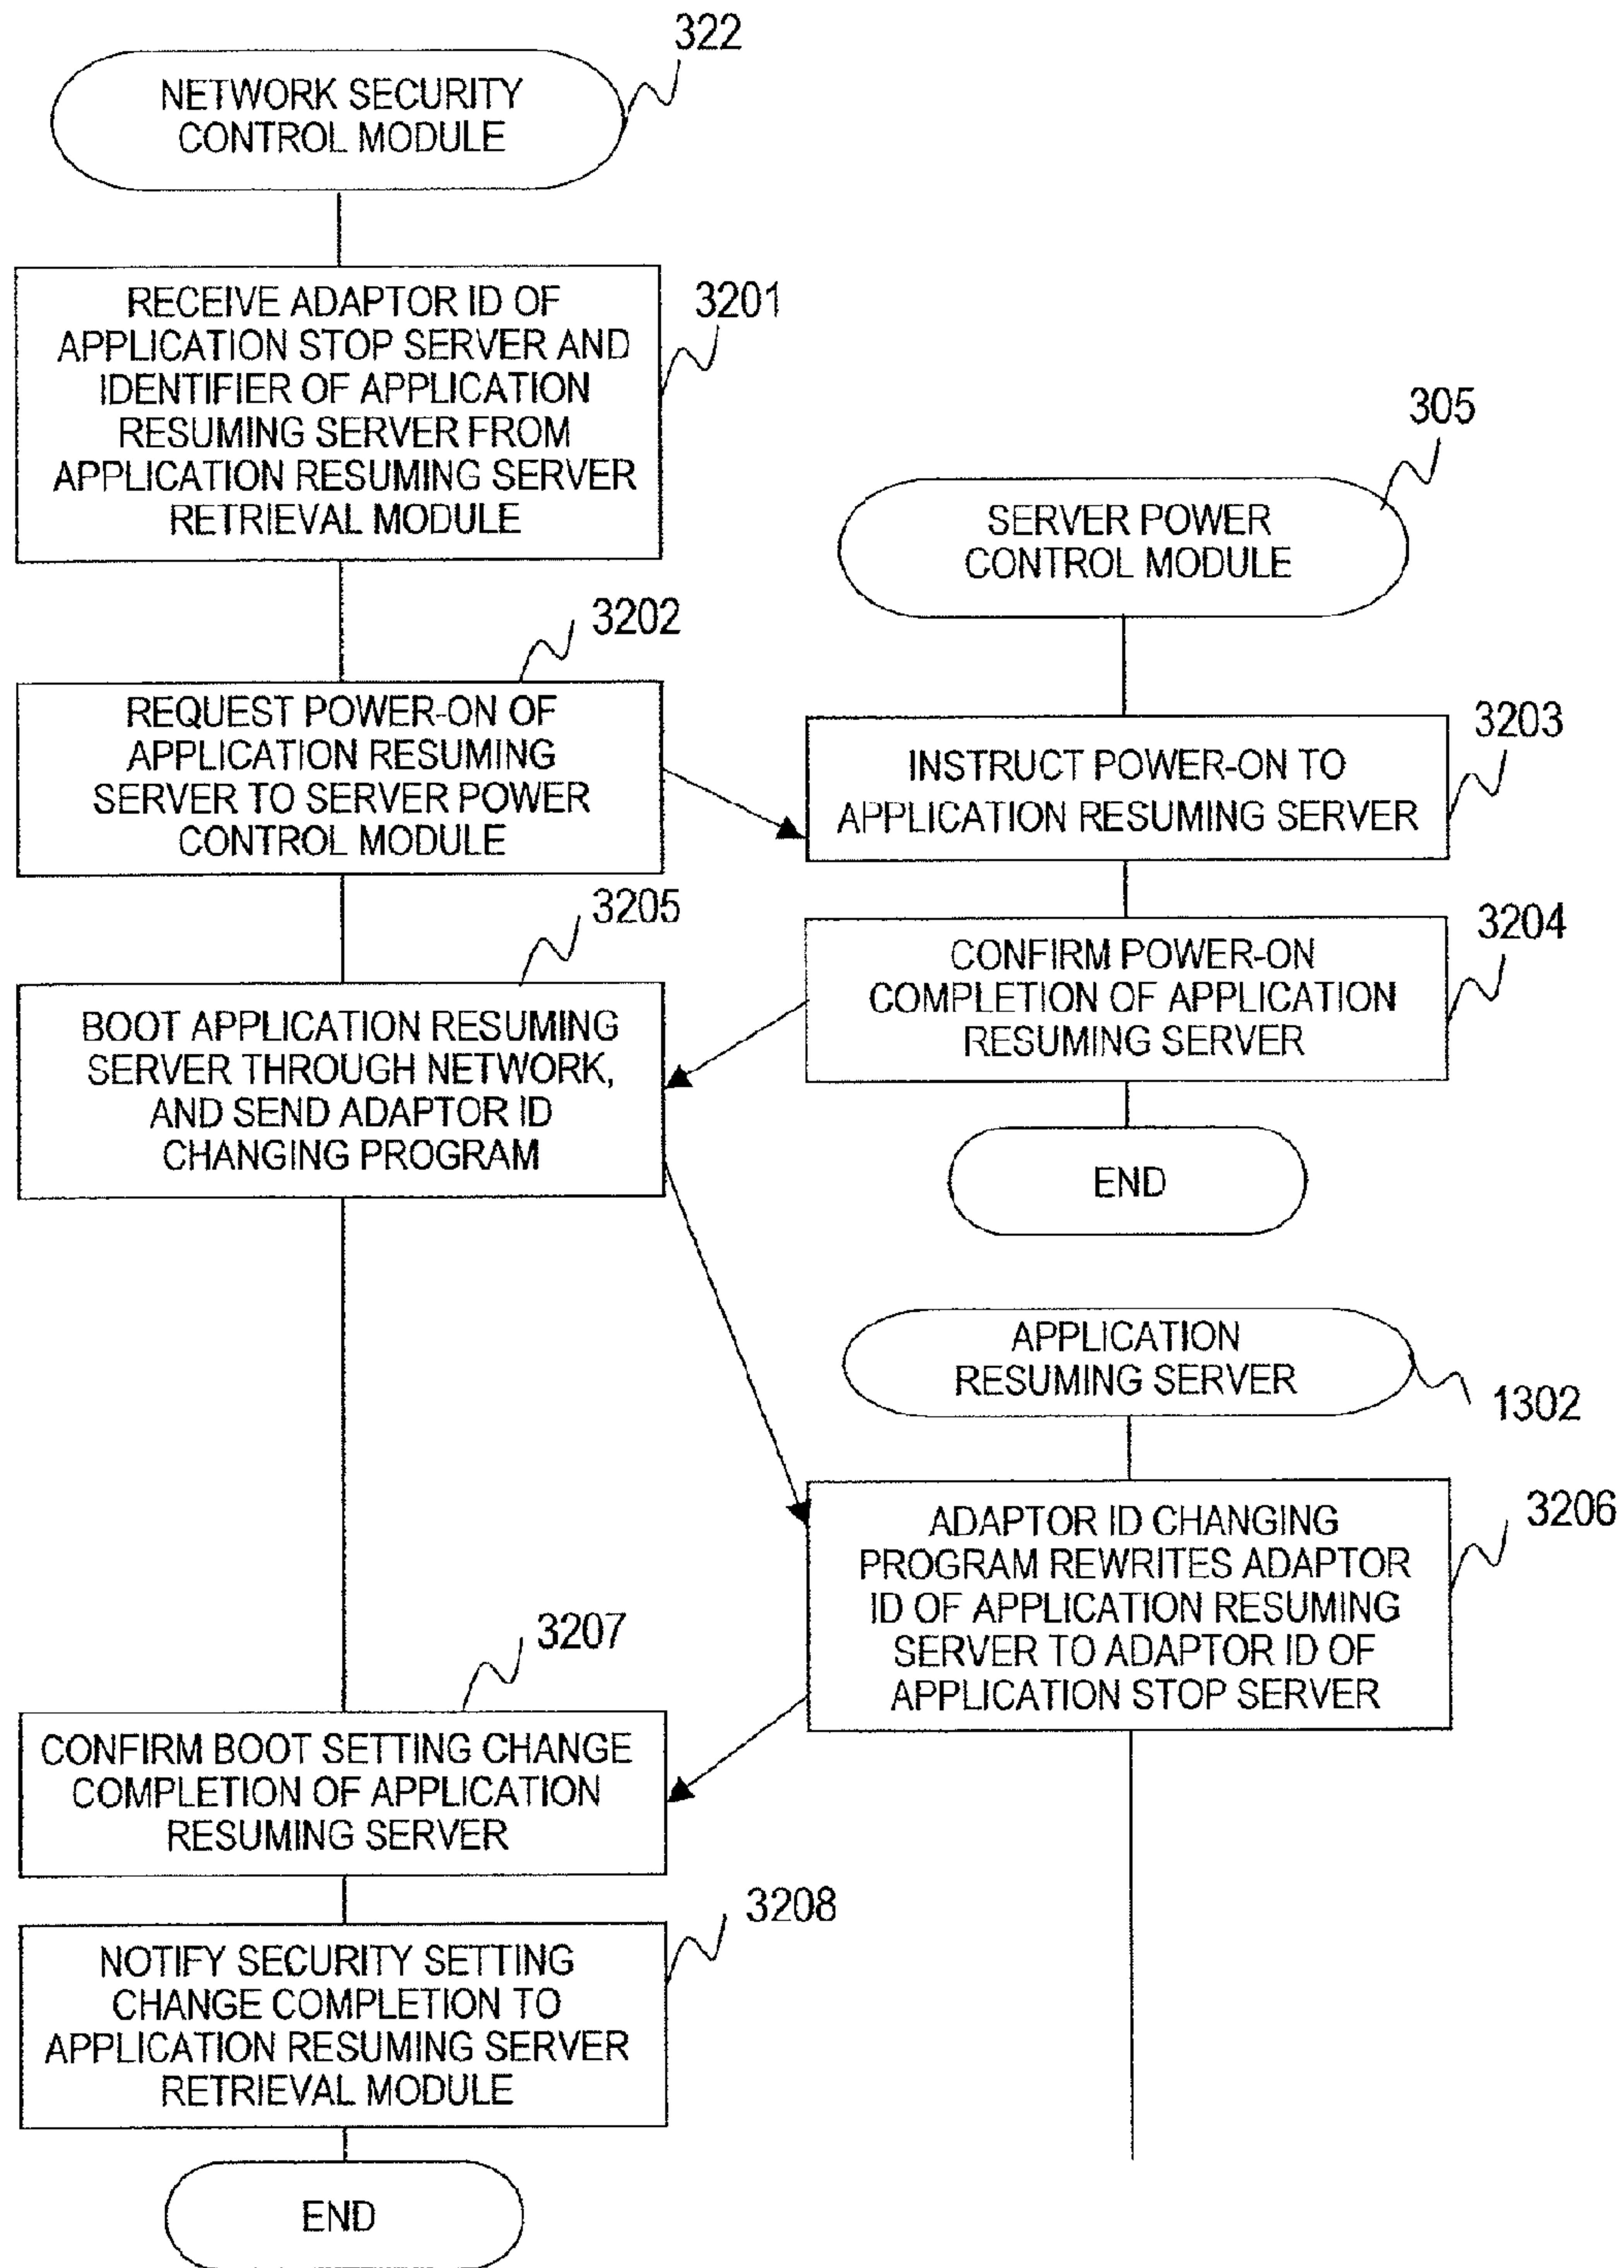 322
NETWORK SECURITY
CONTROL MODULE
3201
RECEIVE ADAPTOR ID OF
APPLICATION STOP SERVER AND
IDENTIFIER OF APPLICATION
RESUMING SERVER FROM
APPLICATION RESUMING SERVER
RETRIEVAL MODULE
305
SERVER POWER
CONTROL MODULE
3202
REQUEST POWER-ON OF
APPLICATION RESUMING
SERVER TO SERVER POWER
CONTROL MODULE
3203
INSTRUCT POWER-ON TO
APPLICATION RESUMING SERVER
3204
CONFIRM POWER-ON
COMPLETION OF APPLICATION
RESUMING SERVER
END
3205
BOOT APPLICATION RESUMING
SERVER THROUGH NETWORK,
AND SEND ADAPTOR ID
CHANGING PROGRAM
APPLICATION
RESUMING SERVER
1302
3206
ADAPTOR ID CHANGING
PROGRAM REWRITES ADAPTOR
ID OF APPLICATION RESUMING
SERVER TO ADAPTOR ID OF
APPLICATION STOP SERVER
3207
CONFIRM BOOT SETTING CHANGE
COMPLETION OF APPLICATION
RESUMING SERVER
3208
NOTIFY SECURITY SETTING
CHANGE COMPLETION TO
APPLICATION RESUMING SERVER
RETRIEVAL MODULE
END